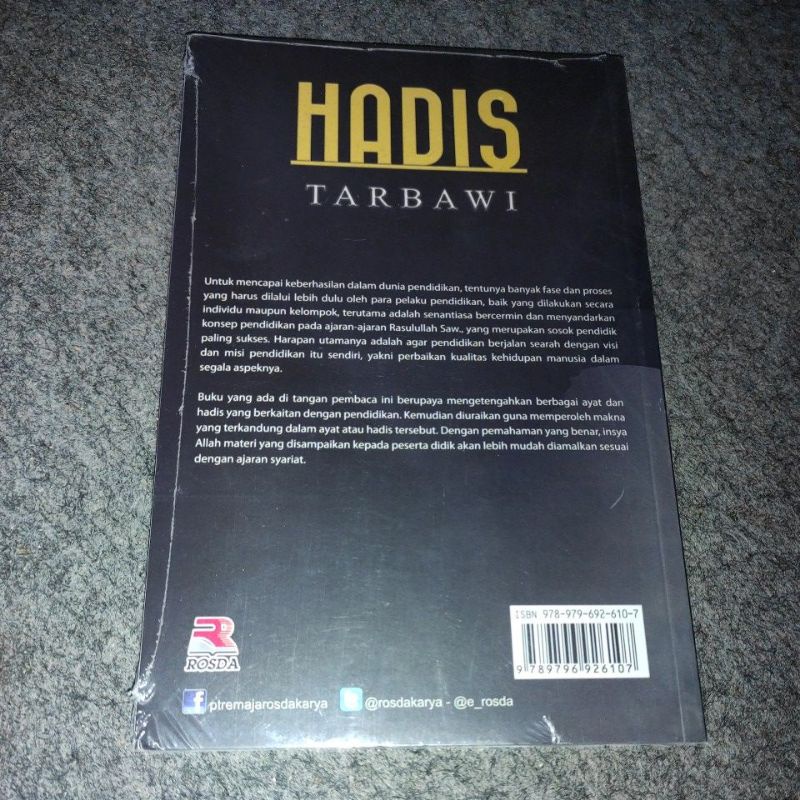 HADIS
TARBAWI
Untuk mencapai keberhasilan dalam dunia pendidikan, tentunya banyak fase dan proses
yang harus dilalui lebih dulu oleh para pelaku pendidikan, baik yang dilakukan secara
individu maupun kelompok, terutama adalah senantiasa bercermin dan menyandarkan
konsep pendidikan pada ajaran-ajaran Rasulullah Saw., yang merupakan sosok pendidik
paling sukses. Harapan utamanya adalah agar pendidikan berjalan searah dengan visi
dan misi pendidikan itu sendiri, yakni perbaikan kualitas kehidupan manusia dalam
segala aspeknya.
Buku yang ada di tangan pembaca ini berupaya mengetengahkan berbagai ayat dan
hadis yang berkaitan dengan pendidikan. Kemudian diuraikan guna memperoleh makna
yang terkandung dalam ayat atau hadis tersebut. Dengan pemahaman yang benar, insya
Allah materi yang disampaikan kepada peserta didik akan lebih mudah diamalkan sesuai
dengan ajaran syariat.
ISBN 978-979-692-610-7
9 789796 926107
ROSDA
f ptremajarosdakarya @rosdakarya - @e_rosda